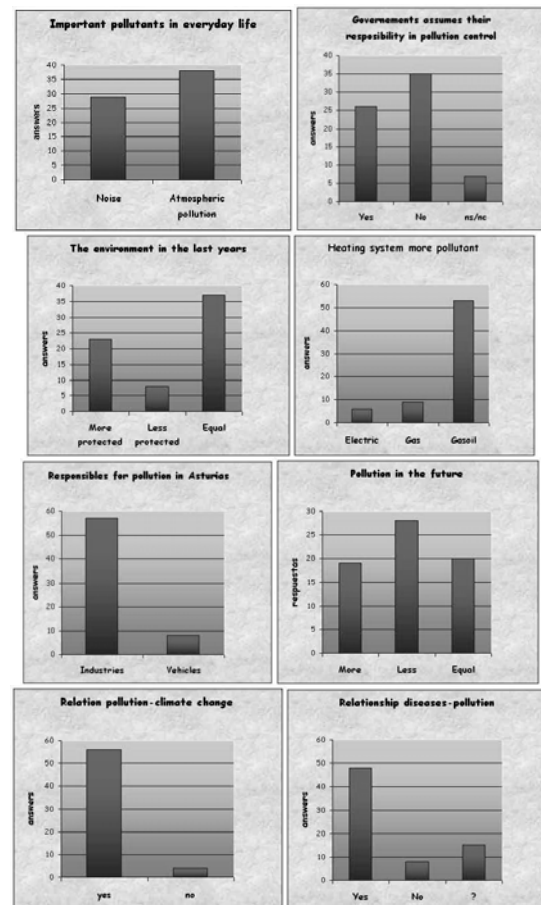 Important pollutants in everyday life
answers
40
35
30
25
20
15
10
5
0
Noise
Atmospheric
pollution
Governements assumes their
resposibility in pollution control
answers
40
35
30
25
20
15
10
5
0
Yes
No
ns/nc
The environment in the last years
answers
40
35
30
25
20
15
10
5
0
More
protected
Less
protected
Equal
Heating system more pollutant
answers
60
50
40
30
20
10
0
Electric
Gas
Gasoil
Responsibles for pollution in Asturias
answers
60
50
40
30
20
10
0
Industries
Vehicles
Pollution in the future
respuestas
30
25
20
15
10
5
0
More
Less
Equal
Relation pollution-climate change
answers
60
50
40
30
20
10
0
yes
no
Relationship diseases-pollution
answers
60
50
40
30
20
10
0
Yes
No
?